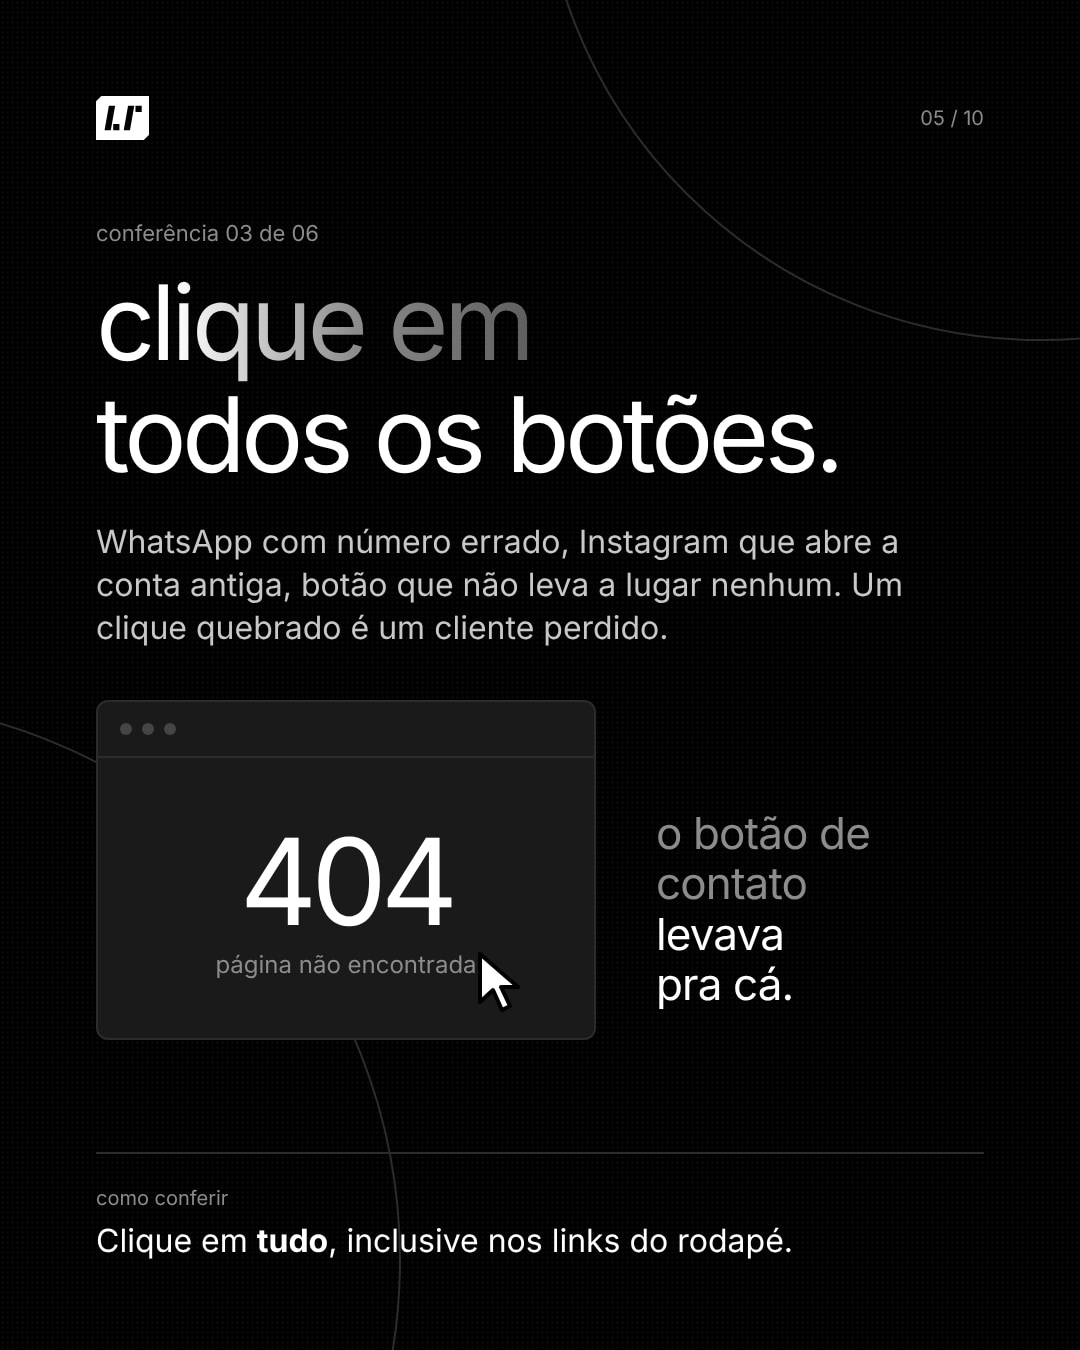 05 / 10
conferência 03 de 06
clique em
todos os botões.
WhatsApp com número errado, Instagram que abre a
conta antiga, botão que não leva a lugar nenhum. Um
clique quebrado é um cliente perdido.
404
página não encontrada
o botão de
contato
levava
pra cá.
como conferir
Clique em tudo, inclusive nos links do rodapé.